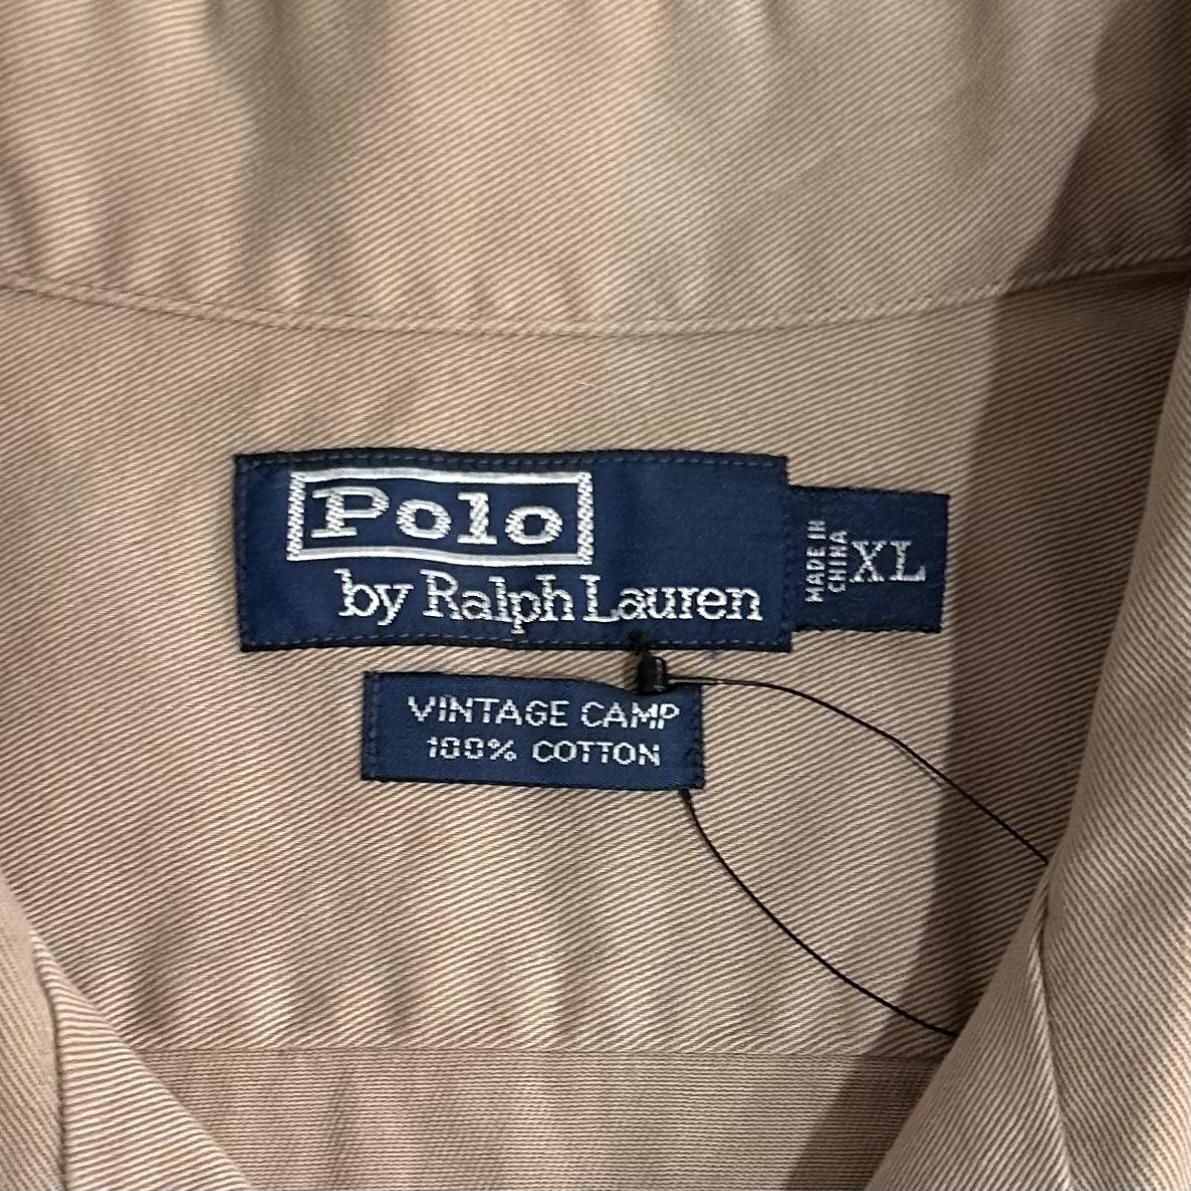 Polo
by Ralph Lauren
MADE IN
CHINA
XL
VINTAGE CAMP
100% COTTON